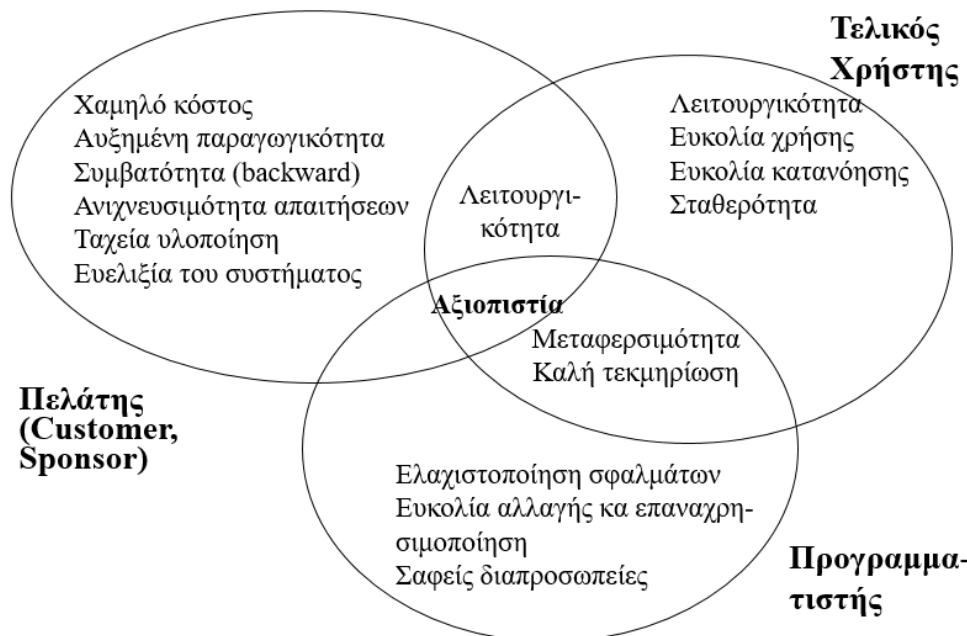 Τελικός
Χρήστης
Χαμηλό κόστος
Αυξημένη παραγωγικότητα
Συμβατότητα (backward)
Ανιχνευσιμότητα απαιτήσεων
Ταχεία υλοποίηση
Ευελιξία του συστήματος
Λειτουργικότητα
Ευκολία χρήσης
Ευκολία κατανόησης
Σταθερότητα
Λειτουργι-
κότητα
Αξιοπιστία
Μεταφερσιμότητα
Καλή τεκμηρίωση
Πελάτης
(Customer,
Sponsor)
Ελαχιστοποίηση σφαλμάτων
Ευκολία αλλαγής κα επαναχρη-
σιμοποίηση
Σαφείς διαπροσωπείες
Προγραμμα-
τιστής